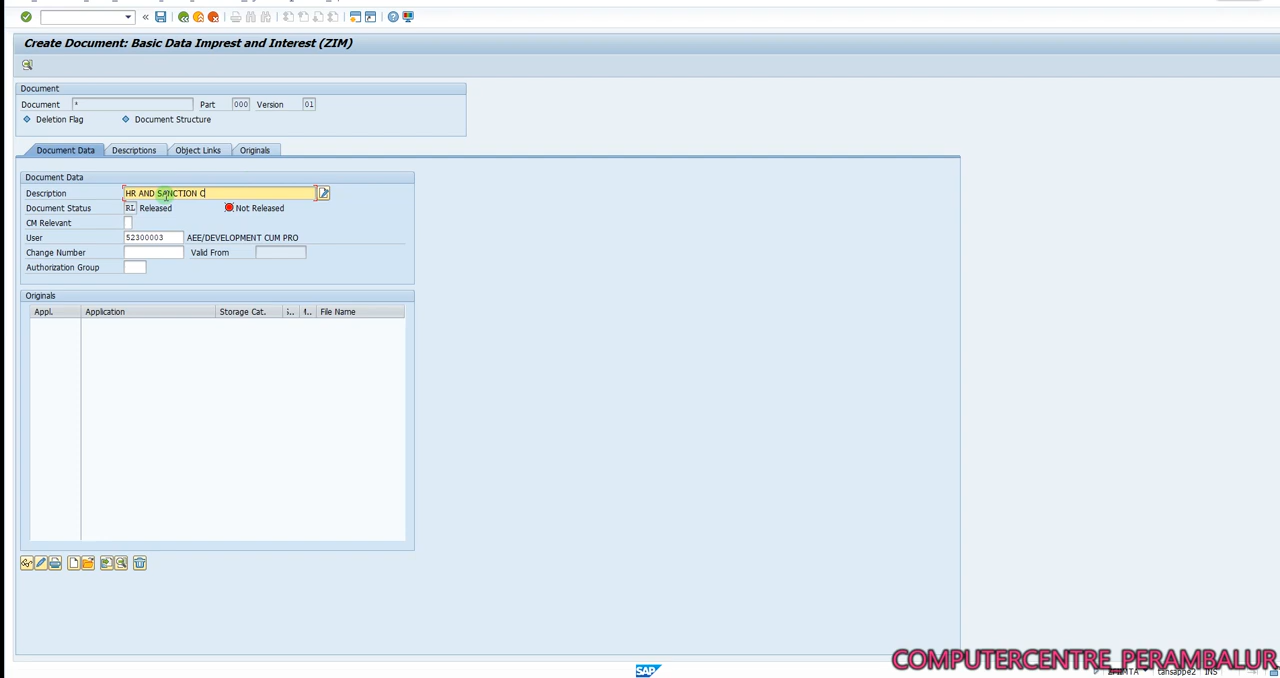 Create Document: Basic Data Imprest and Interest (ZIM)
Document
Document * Part 000 Version 01
Deletion Flag Document Structure
Document Data Descriptions Object Links Originals
Document Data
Description HR AND SANCTION C
Document Status RL Released Not Released
CM Relevant
User 52300003 AEE/DEVELOPMENT CUM PRO
Change Number Valid From
Authorization Group
Originals
Appl. Application Storage Cat. File Name
COMPUTERCENTRE_PERAMBALUR
SAP tansappe2 INS